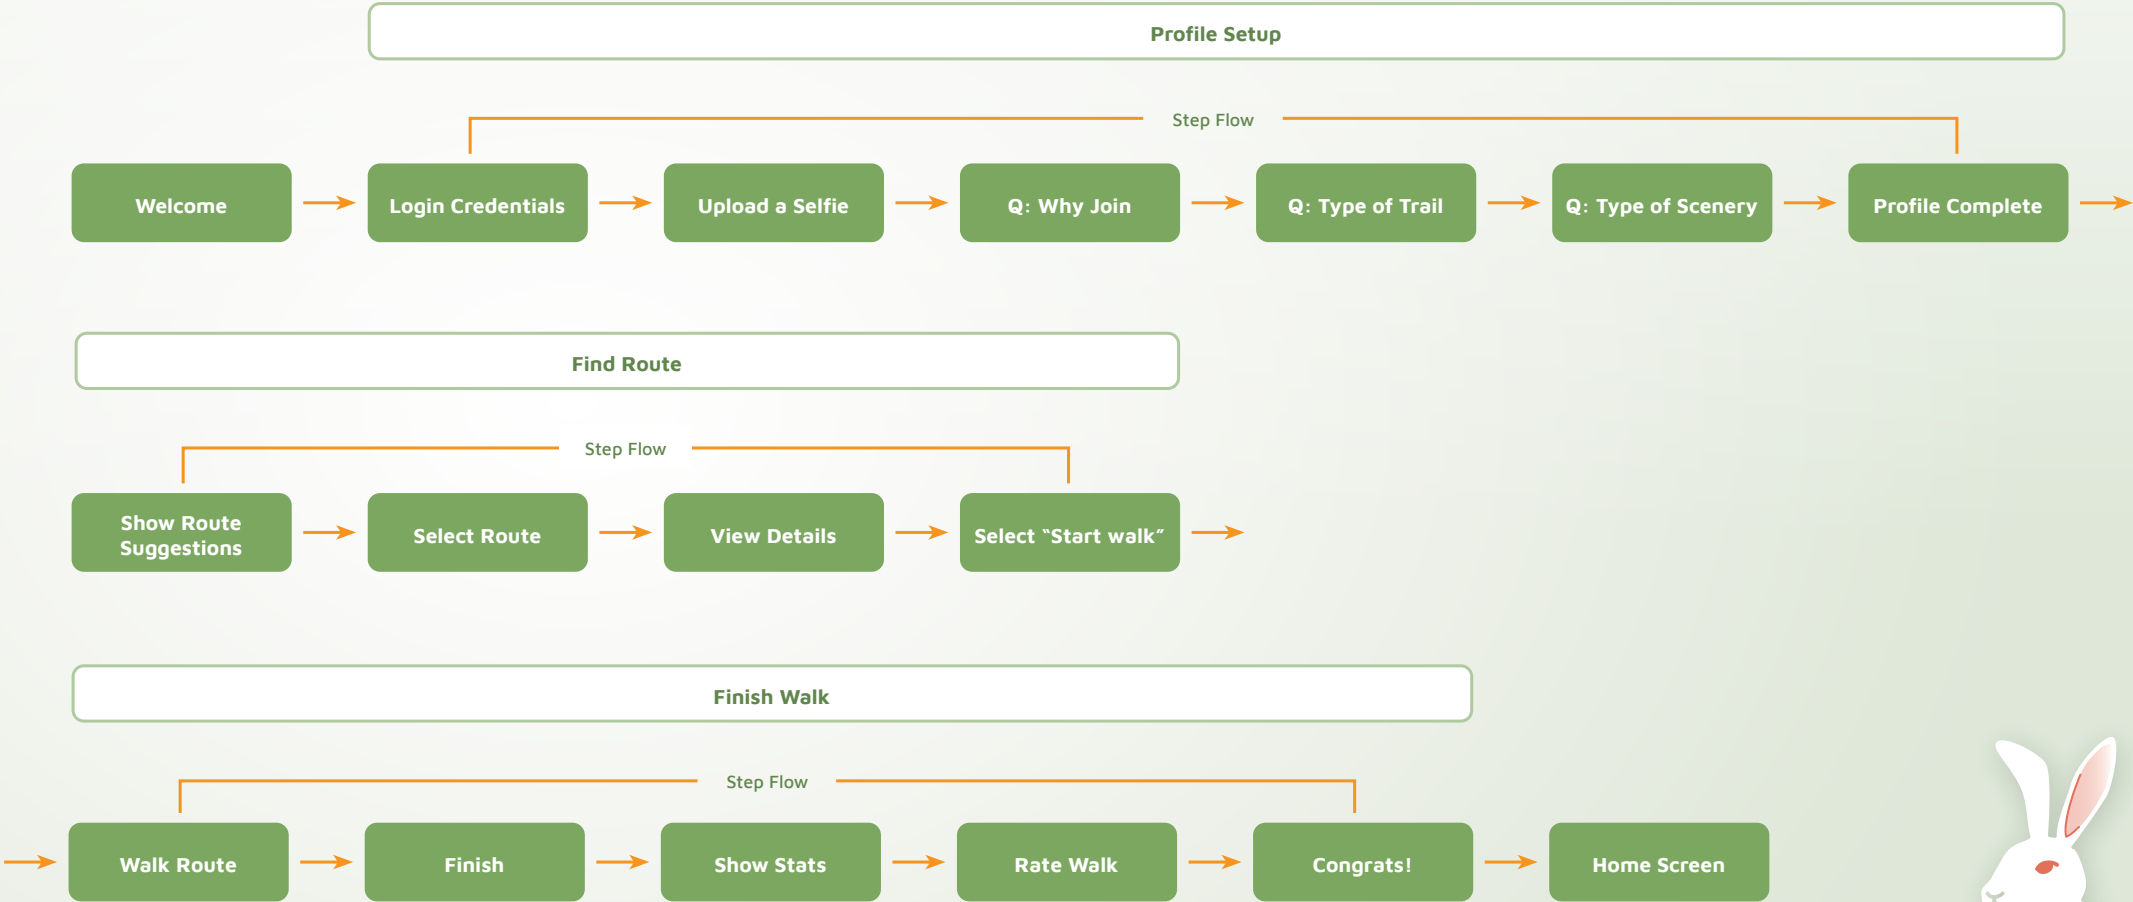 Profile Setup
Step Flow
Welcome
Login Credentials
Upload a Selfie
Q: Why Join
Q: Type of Trail
Q: Type of Scenery
Profile Complete
Find Route
Step Flow
Show Route
Suggestions
Select Route
View Details
Select “Start walk”
Finish Walk
Step Flow
Walk Route
Finish
Show Stats
Rate Walk
Congrats!
Home Screen